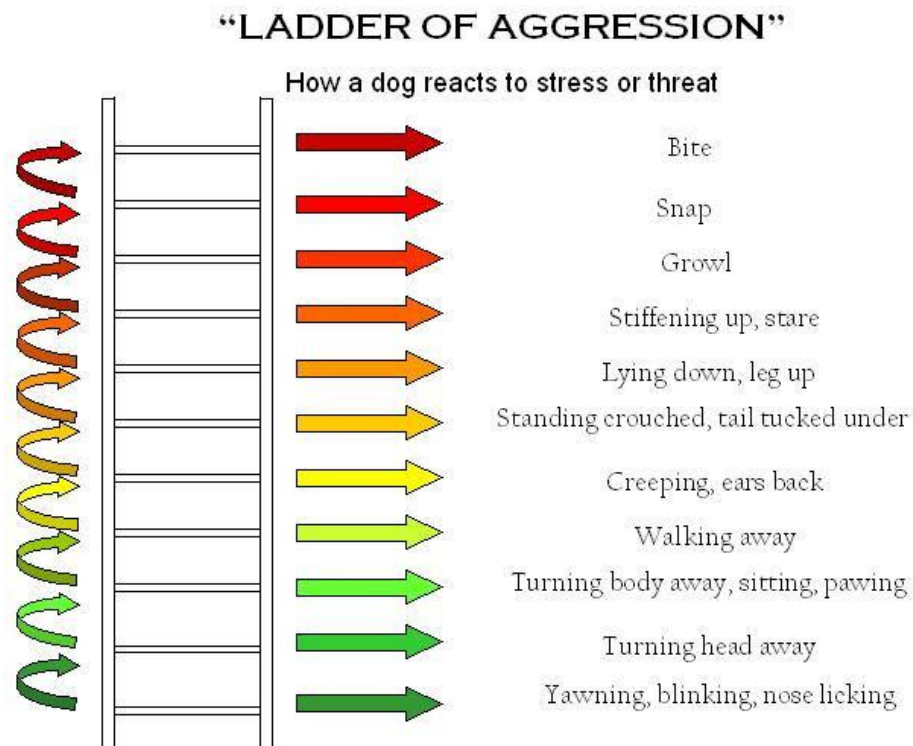 “LADDER OF AGGRESSION”
How a dog reacts to stress or threat
Bite
Snap
Growl
Stiffening up, stare
Lying down, leg up
Standing crouched, tail tucked under
Creeping, ears back
Walking away
Turning body away, sitting, pawing
Turning head away
Yawning, blinking, nose licking